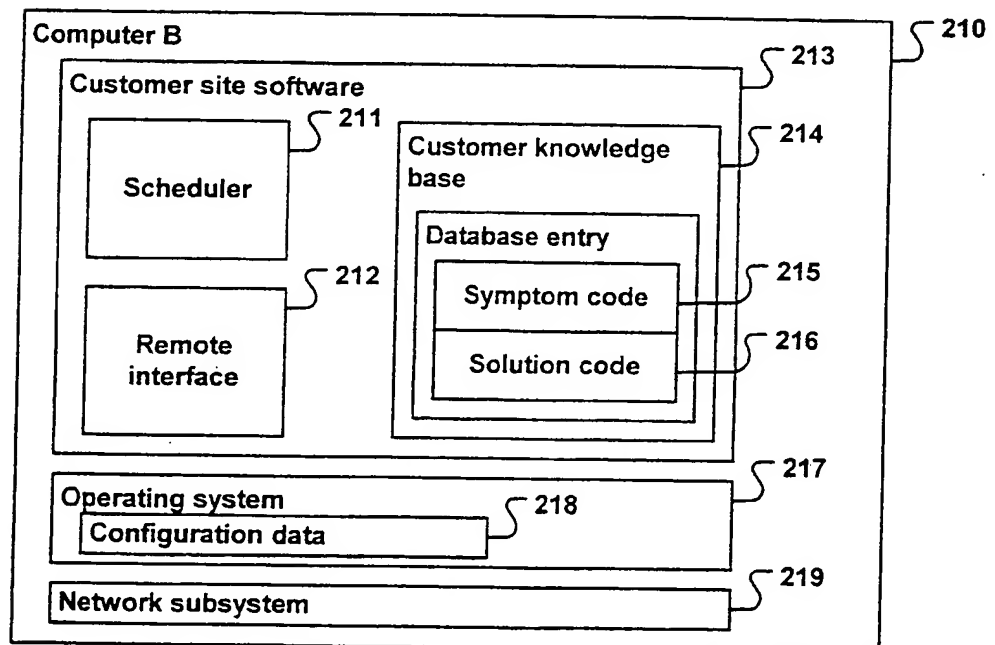 Computer B
210
Customer site software
213
211
Scheduler
Customer knowledge
base
214
Database entry
Symptom code
215
212
Remote
interface
Solution code
216
Operating system
217
Configuration data
218
Network subsystem
219